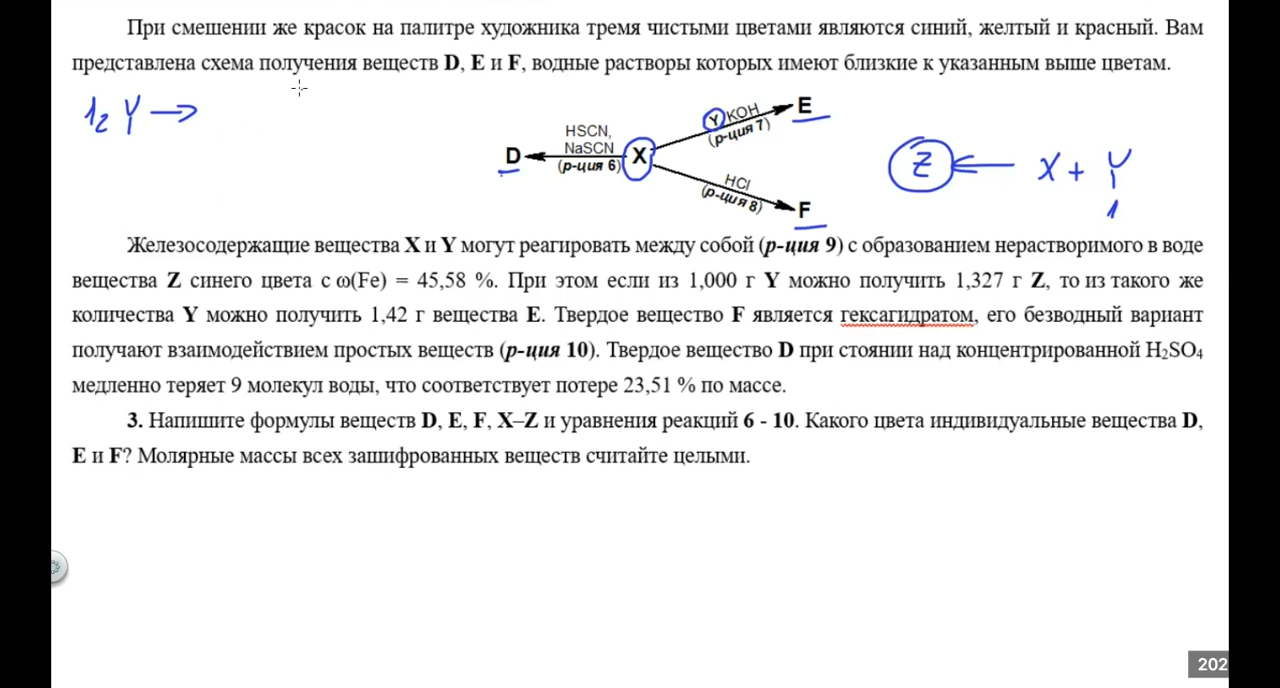 При смешении же красок на палитре художника тремя чистыми цветами являются синий, желтый и красный. Вам
представлена схема получения веществ D, E и F, водные растворы которых имеют близкие к указанным выше цветам.
1г Y →
HSCN,
NaSCN
(р-ция 6)
D
X
Y
KOH
(р-ция 7)
E
HCl
(р-ция 8)
F
Z ← X + Y
1
Железосодержащие вещества X и Y могут реагировать между собой (р-ция 9) с образованием нерастворимого в воде
вещества Z синего цвета с ω(Fe) = 45,58 %. При этом если из 1,000 г Y можно получить 1,327 г Z, то из такого же
количества Y можно получить 1,42 г вещества E. Твердое вещество F является гексагидратом, его безводный вариант
получают взаимодействием простых веществ (р-ция 10). Твердое вещество D при стоянии над концентрированной H₂SO₄
медленно теряет 9 молекул воды, что соответствует потере 23,51 % по массе.
3. Напишите формулы веществ D, E, F, X–Z и уравнения реакций 6 - 10. Какого цвета индивидуальные вещества D,
E и F? Молярные массы всех зашифрованных веществ считайте целыми.
202